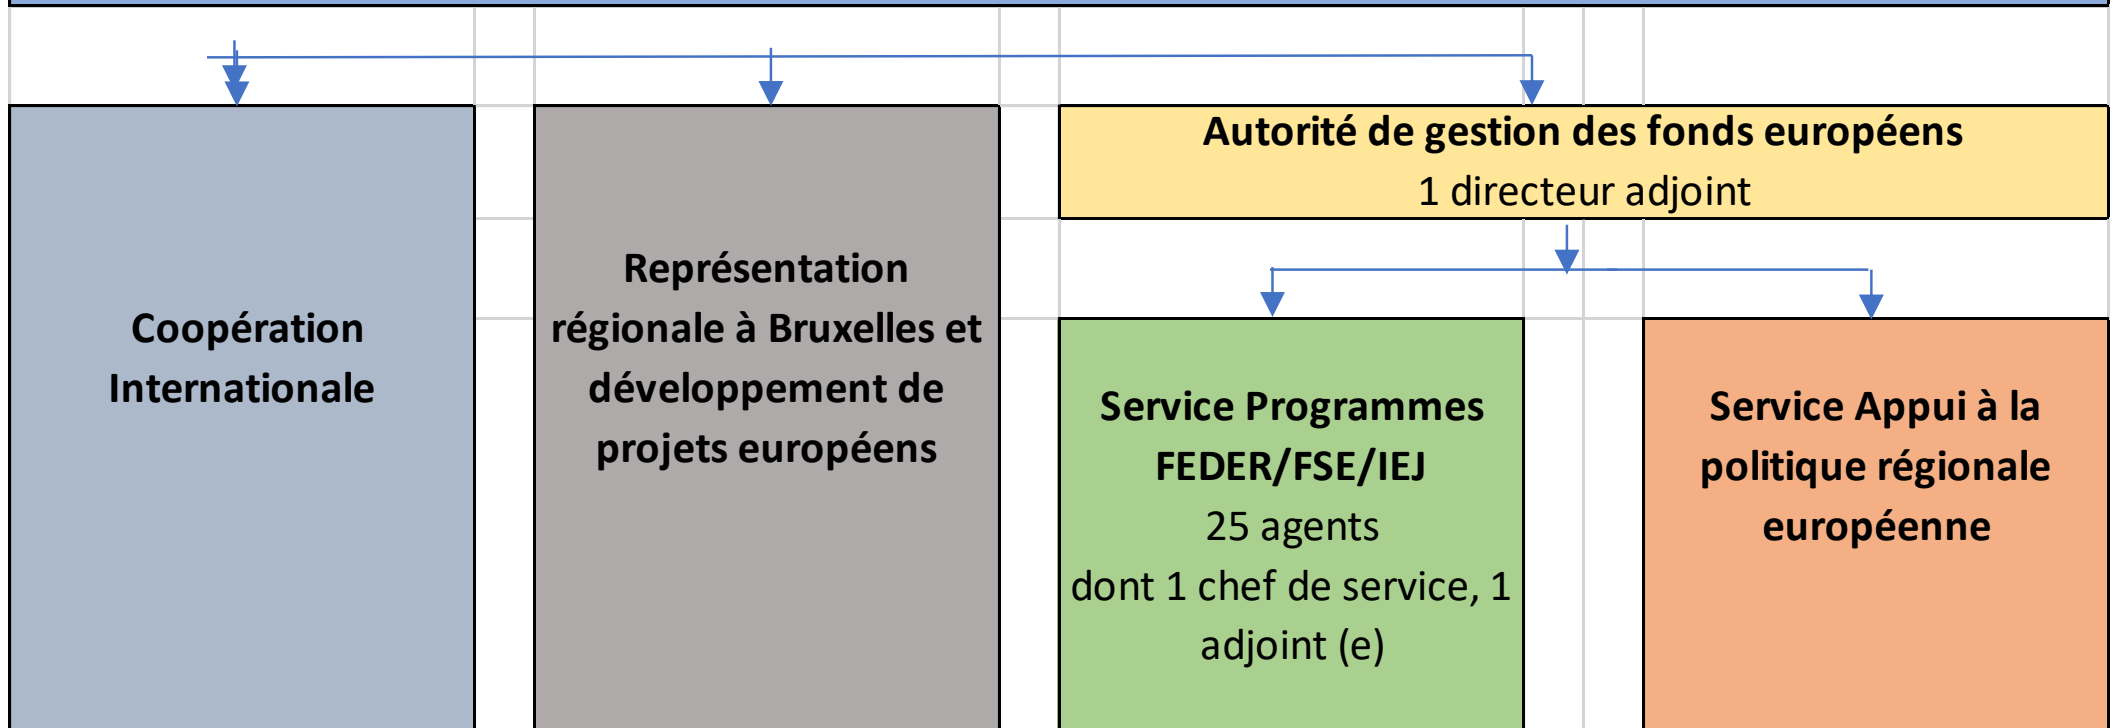 Coopération
Internationale
Représentation
régionale à Bruxelles et
développement de
projets européens
Autorité de gestion des fonds européens
1 directeur adjoint
Service Programmes
FEDER/FSE/IEJ
25 agents
dont 1 chef de service, 1
adjoint (e)
Service Appui à la
politique régionale
européenne